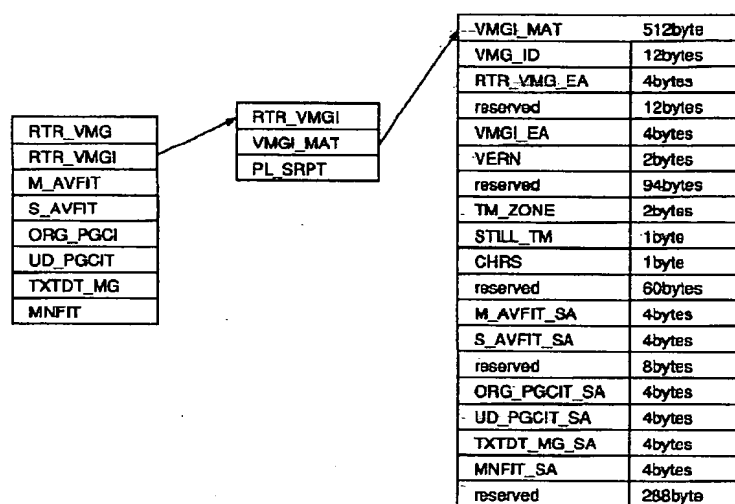 RTR_VMG
RTR_VMGI
M_AVFIT
S_AVFIT
ORG_PGCI
UD_PGCIT
TXTDT_MG
MNFIT
RTR_VMGI
VMGI_MAT
PL_SRPT
VMGI_MAT 512byte
VMG_ID 12bytes
RTR_VMG_EA 4bytes
reserved 12bytes
VMGI_EA 4bytes
VERN 2bytes
reserved 94bytes
TM_ZONE 2bytes
STILL_TM 1byte
CHRS 1byte
reserved 60bytes
M_AVFIT_SA 4bytes
S_AVFIT_SA 4bytes
reserved 8bytes
ORG_PGCIT_SA 4bytes
UD_PGCIT_SA 4bytes
TXTDT_MG_SA 4bytes
MNFIT_SA 4bytes
reserved 288byte